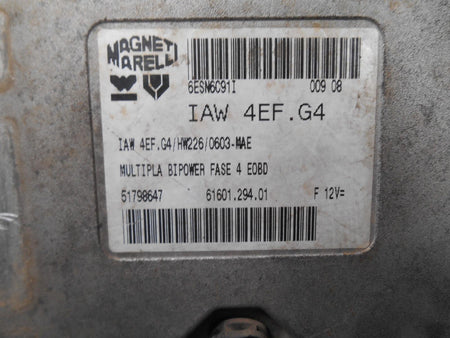 MAGNETI
MARELLI
6ESN6C91I 009 08
IAW 4EF.G4
IAW 4EF.G4/HW226/0603-MAE
MULTIPLA BIPOWER FASE 4 EOBD
51798647 61601.294.01 F 12V=